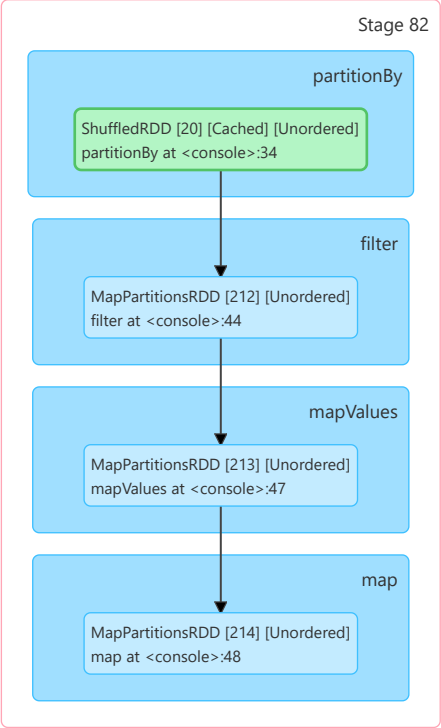 Stage 82
partitionBy
ShuffledRDD [20] [Cached] [Unordered]
partitionBy at <console>:34
filter
MapPartitionsRDD [212] [Unordered]
filter at <console>:44
mapValues
MapPartitionsRDD [213] [Unordered]
mapValues at <console>:47
map
MapPartitionsRDD [214] [Unordered]
map at <console>:48